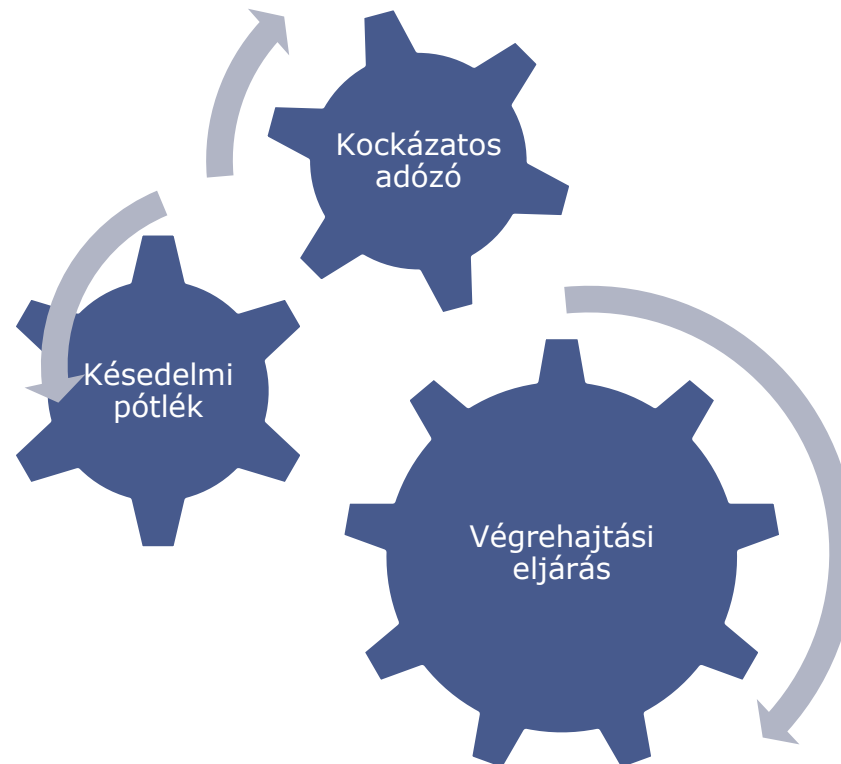 Kockázatos
adózó
Késedelmi
pótlék
Végrehajtási
eljárás